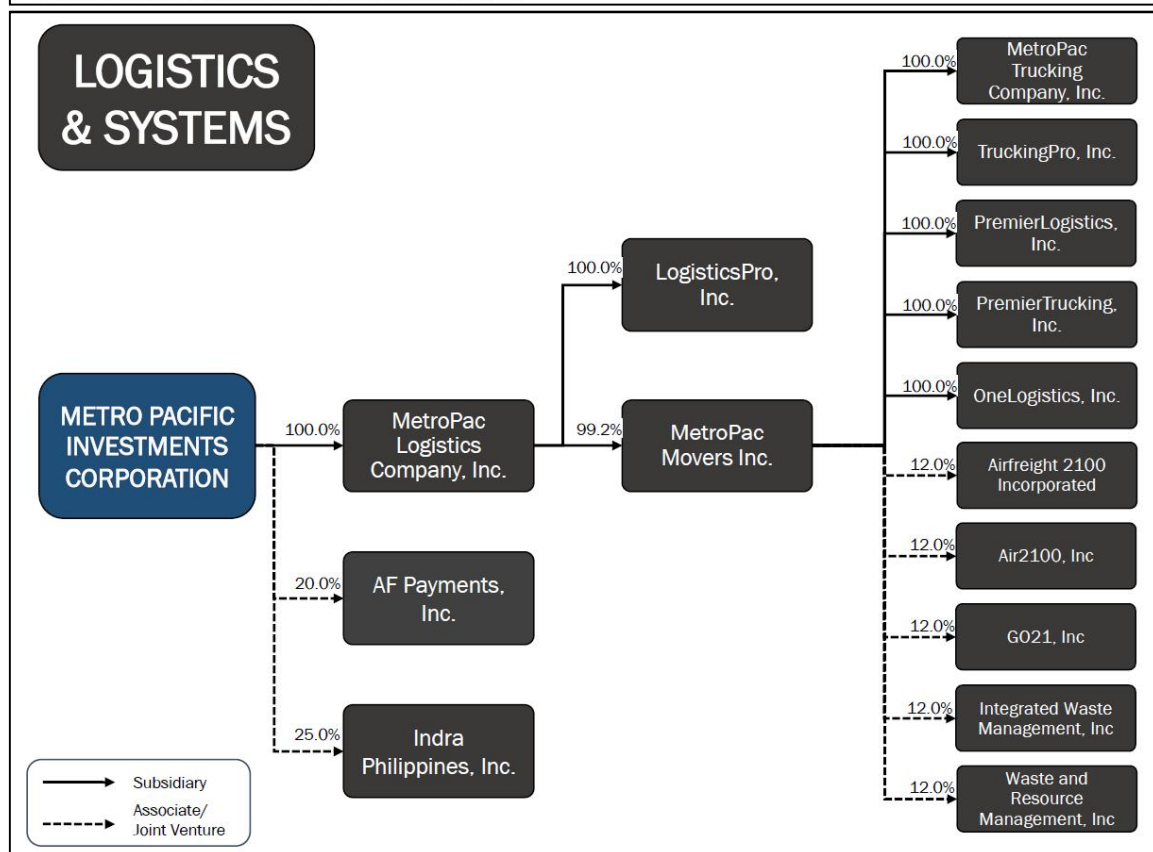 LOGISTICS
& SYSTEMS
METRO PACIFIC
INVESTMENTS
CORPORATION
100.0%
MetroPac
Logistics
Company, Inc.
20.0%
AF Payments,
Inc.
25.0%
Indra
Philippines, Inc.
100.0%
LogisticsPro,
Inc.
99.2%
MetroPac
Movers Inc.
100.0%
MetroPac
Trucking
Company, Inc.
100.0%
TruckingPro, Inc.
100.0%
PremierLogistics,
Inc.
100.0%
PremierTrucking,
Inc.
100.0%
OneLogistics, Inc.
12.0%
Airfreight 2100
Incorporated
12.0%
Air2100, Inc
12.0%
GO21, Inc
12.0%
Integrated Waste
Management, Inc
12.0%
Waste and
Resource
Management, Inc
Subsidiary
Associate/
Joint Venture